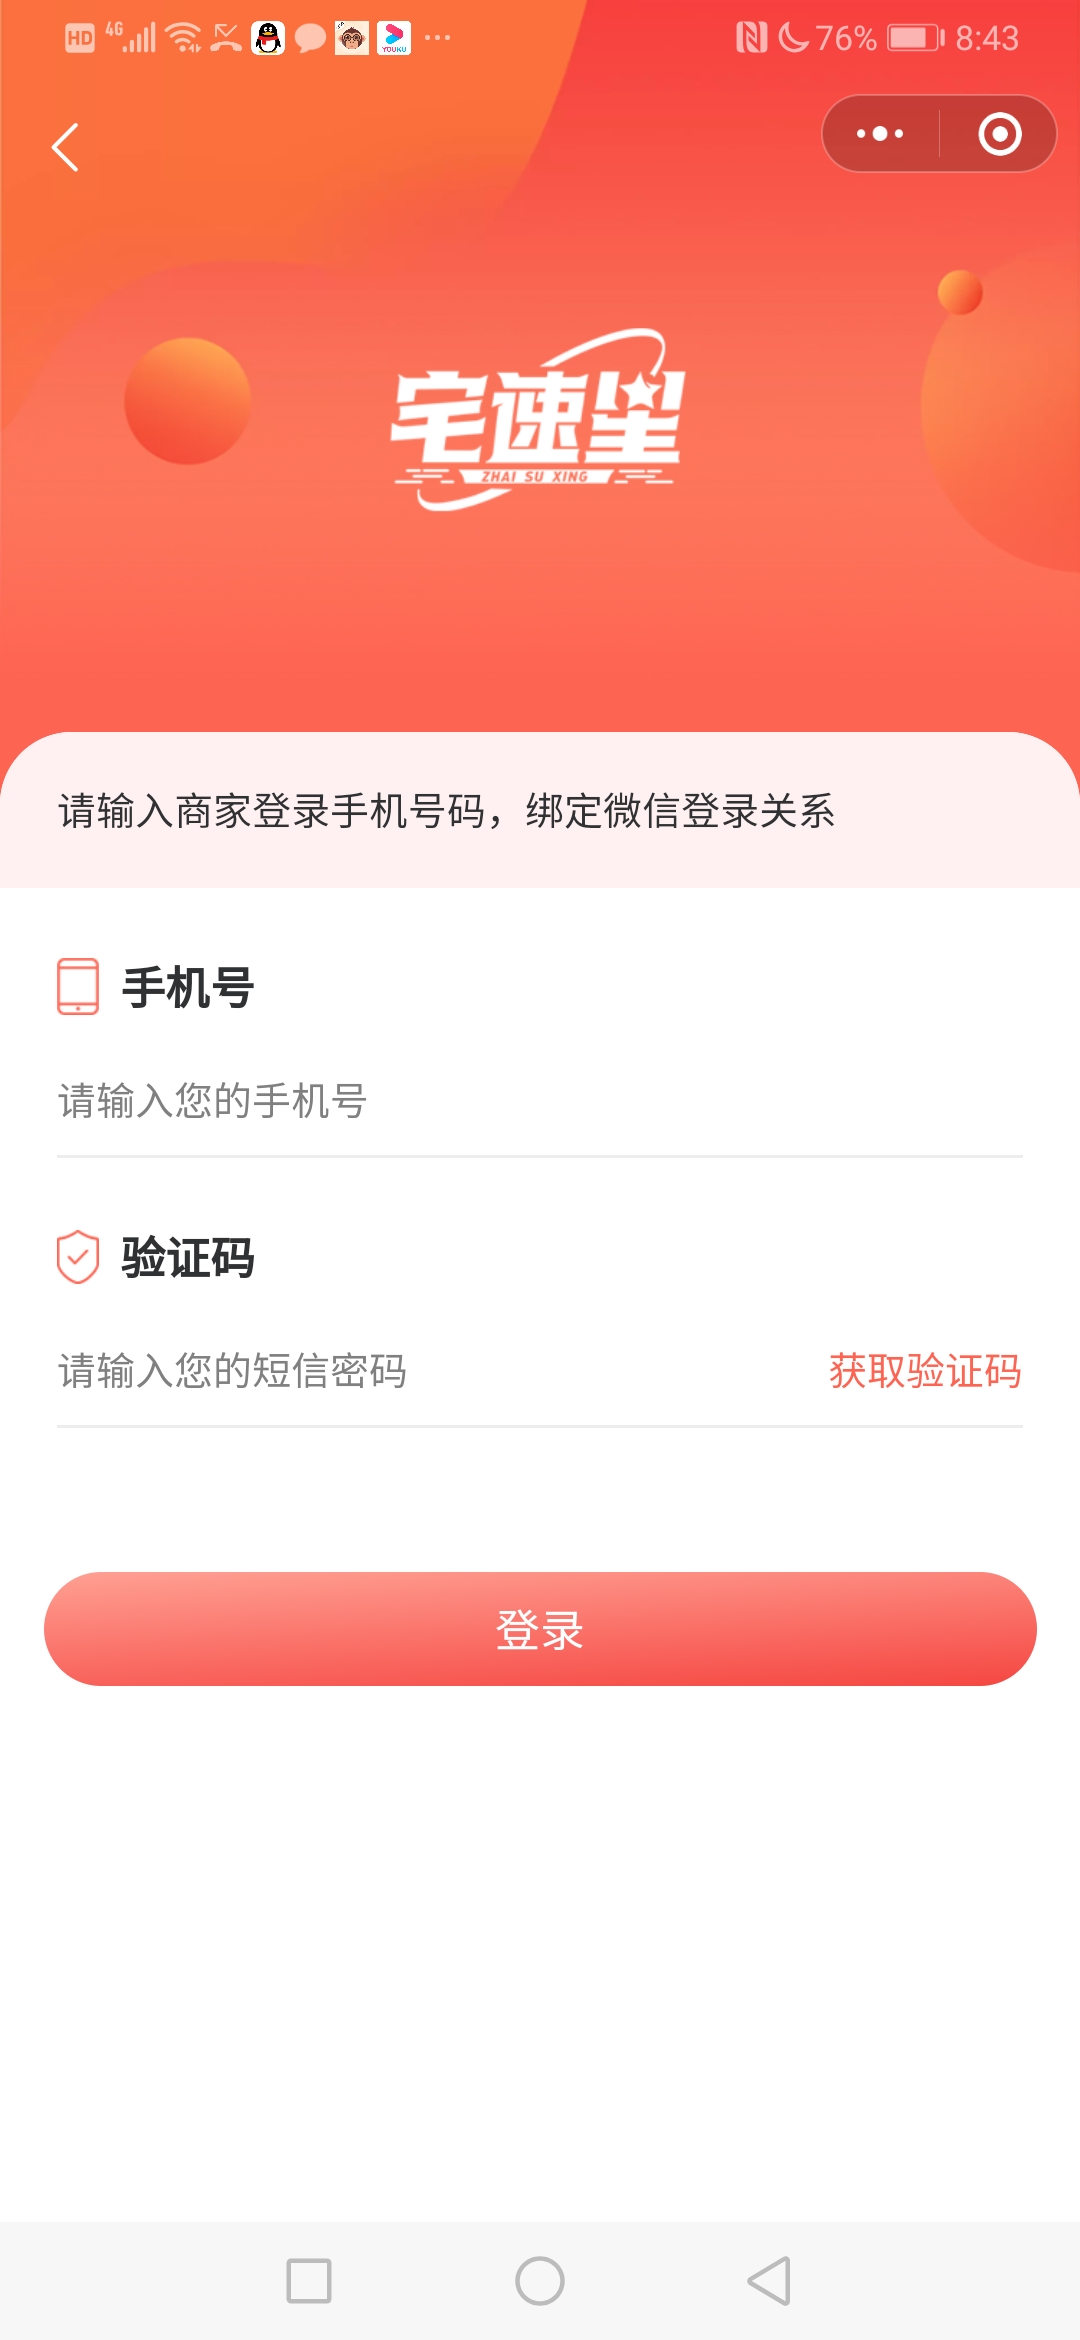 HD 4G YOUKU 76% 8:43
宅速星
ZHAI SU XING
请输入商家登录手机号码，绑定微信登录关系
手机号
请输入您的手机号
验证码
请输入您的短信密码 获取验证码
登录